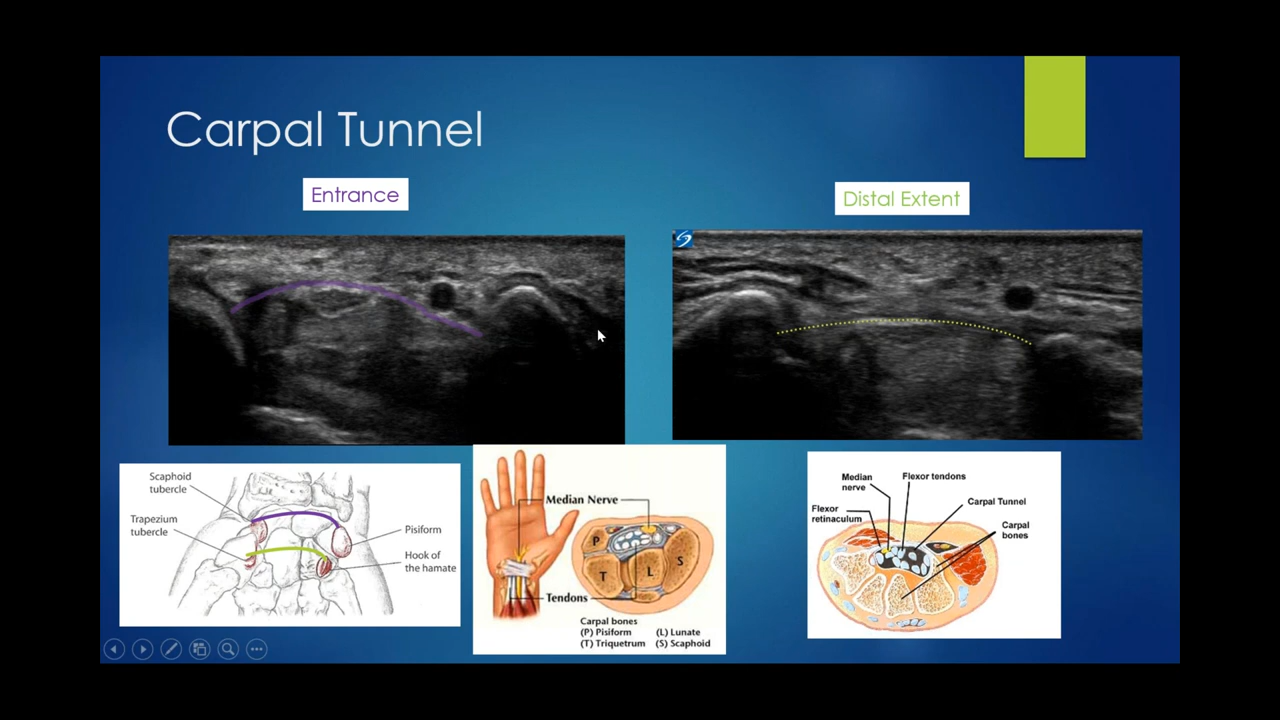 Carpal Tunnel
Entrance
Distal Extent
Scaphoid
tubercle
Trapezium
tubercle
Pisiform
Hook of
the hamate
Median Nerve
P
T
L
S
Tendons
Carpal bones
(P) Pisiform (L) Lunate
(T) Triquetrum (S) Scaphoid
Median
nerve
Flexor tendons
Flexor
retinaculum
Carpal Tunnel
Carpal
bones